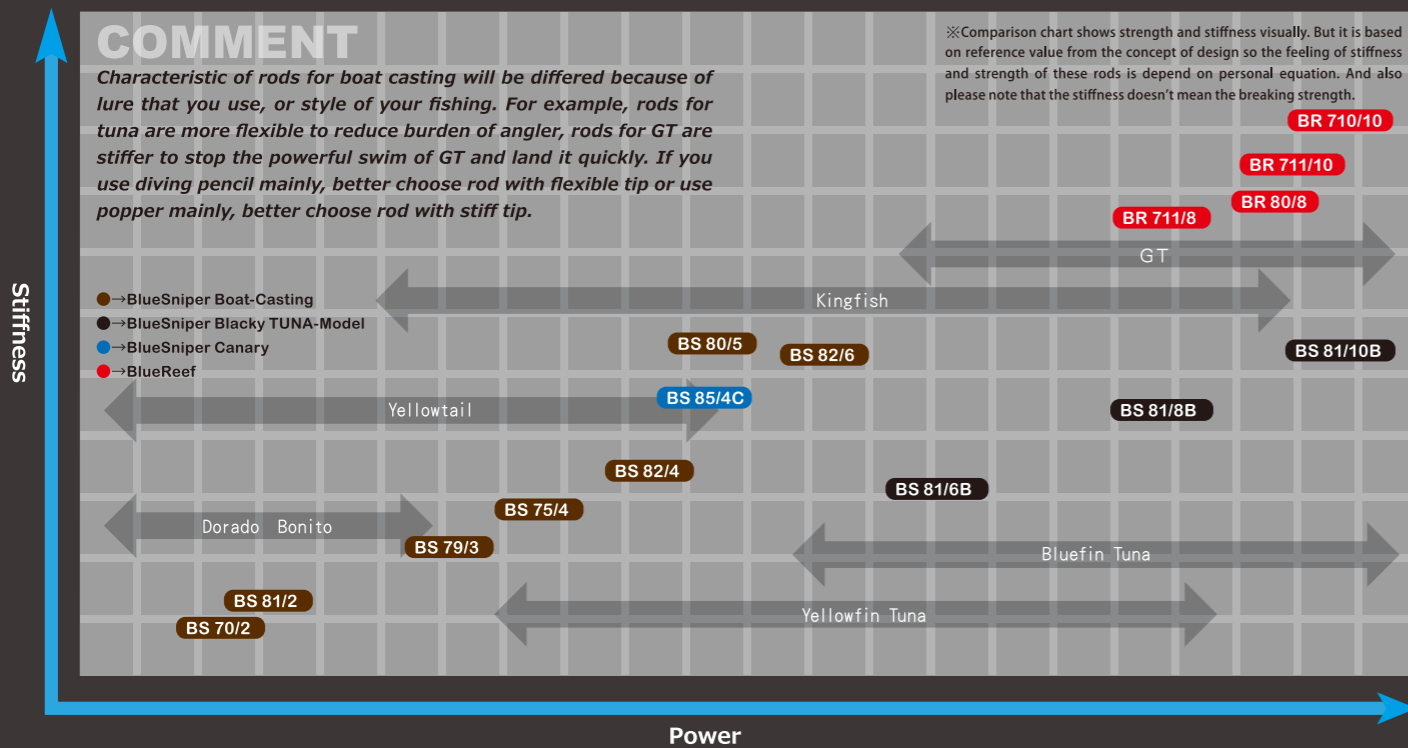 COMMENT
Characteristic of rods for boat casting will be differed because of
lure that you use, or style of your fishing. For example, rods for
tuna are more flexible to reduce burden of angler, rods for GT are
stiffer to stop the powerful swim of GT and land it quickly. If you
use diving pencil mainly, better choose rod with flexible tip or use
popper mainly, better choose rod with stiff tip.
※Comparison chart shows strength and stiffness visually. But it is based
on reference value from the concept of design so the feeling of stiffness
and strength of these rods is depend on personal equation. And also
please note that the stiffness doesn't mean the breaking strength.
BR 710/10
BR 711/10
BR 80/8
BR 711/8
GT
Kingfish
●→BlueSniper Boat-Casting
●→BlueSniper Blacky TUNA-Model
●→BlueSniper Canary
●→BlueReef
Stiffness
BS 80/5
BS 82/6
BS 81/10B
BS 85/4C
Yellowtail
BS 81/8B
BS 82/4
BS 81/6B
BS 75/4
Dorado Bonito
BS 79/3
Bluefin Tuna
BS 81/2
Yellowfin Tuna
BS 70/2
Power